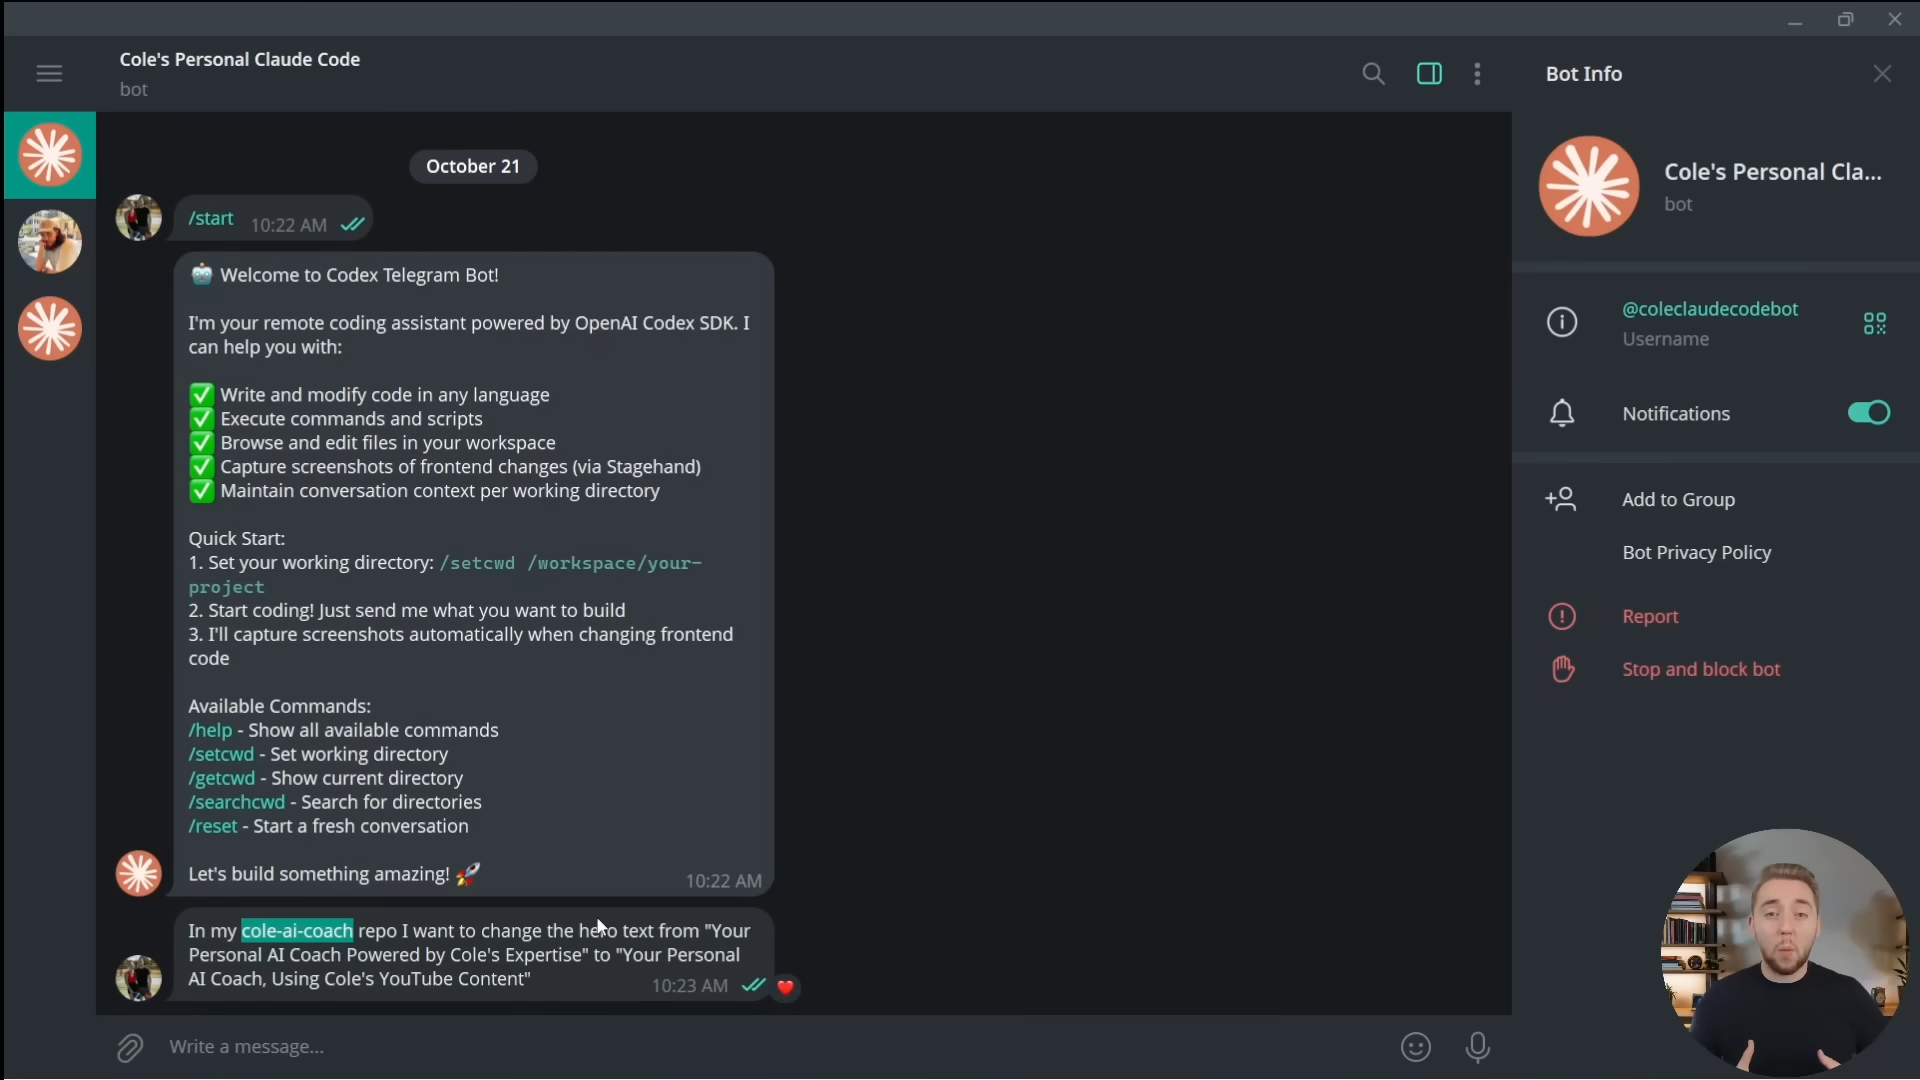 Cole's Personal Claude Code
bot
October 21
/start 10:22 AM
🤖 Welcome to Codex Telegram Bot!
I'm your remote coding assistant powered by OpenAI Codex SDK. I
can help you with:
✅ Write and modify code in any language
✅ Execute commands and scripts
✅ Browse and edit files in your workspace
✅ Capture screenshots of frontend changes (via Stagehand)
✅ Maintain conversation context per working directory
Quick Start:
1. Set your working directory: /setcwd /workspace/your-
project
2. Start coding! Just send me what you want to build
3. I'll capture screenshots automatically when changing frontend
code
Available Commands:
/help - Show all available commands
/setcwd - Set working directory
/getcwd - Show current directory
/searchcwd - Search for directories
/reset - Start a fresh conversation
Let's build something amazing! 🚀
10:22 AM
In my cole-ai-coach repo I want to change the hero text from "Your
Personal AI Coach Powered by Cole's Expertise" to "Your Personal
AI Coach, Using Cole's YouTube Content"
10:23 AM
Write a message...
Bot Info
Cole's Personal Cla...
bot
@coleclaudecodebot
Username
Notifications
Add to Group
Bot Privacy Policy
Report
Stop and block bot